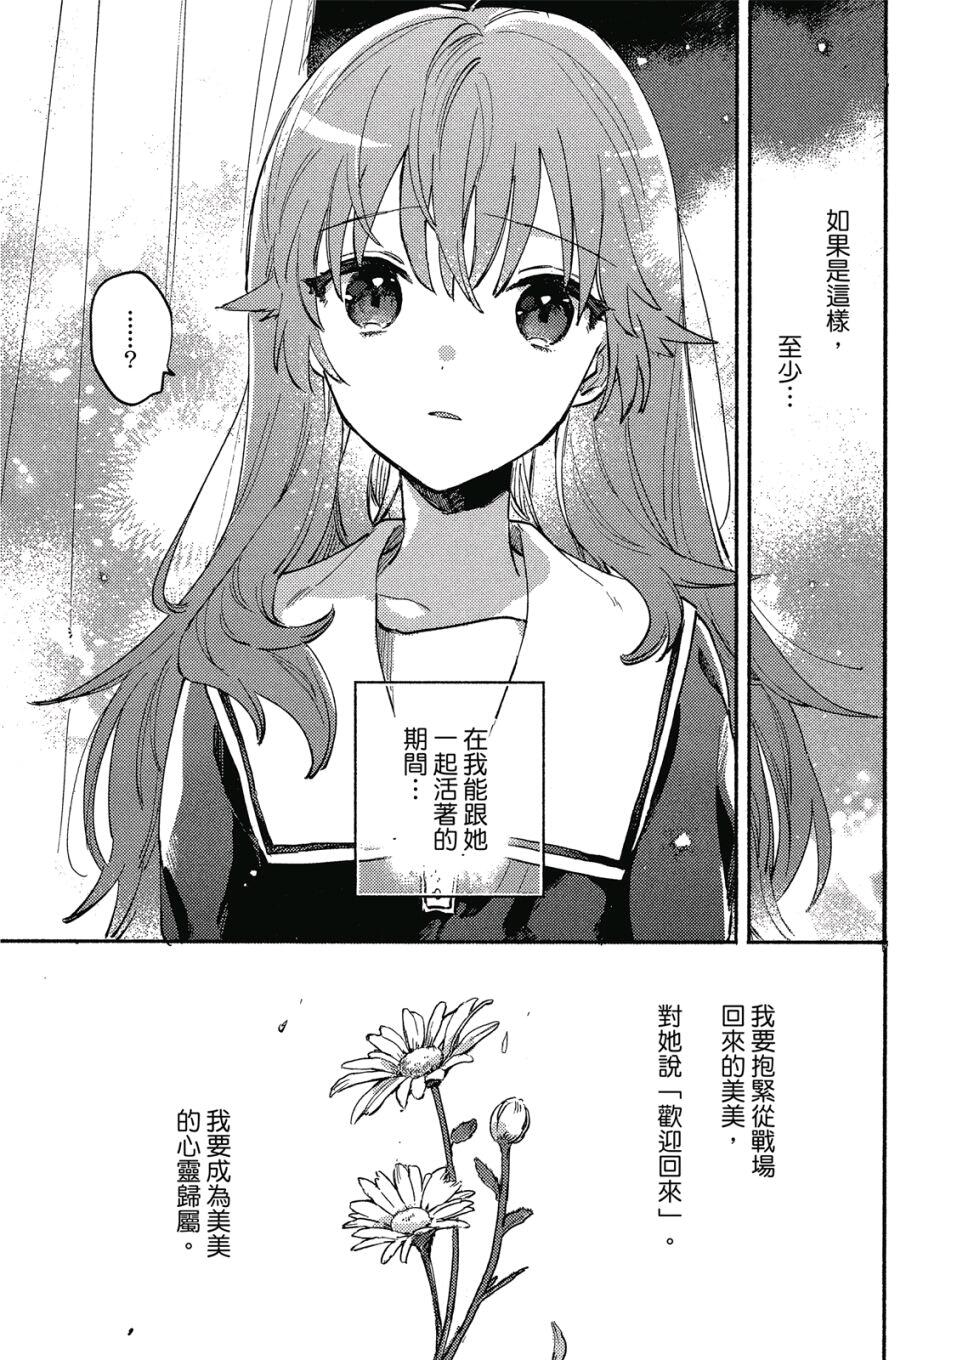 如果是這樣，
至少…
……？
在我能跟她
一起活著的
期間…
我要抱緊從戰場
回來的美美，
對她說「歡迎回來」。
我要成為美美
的心靈歸屬。